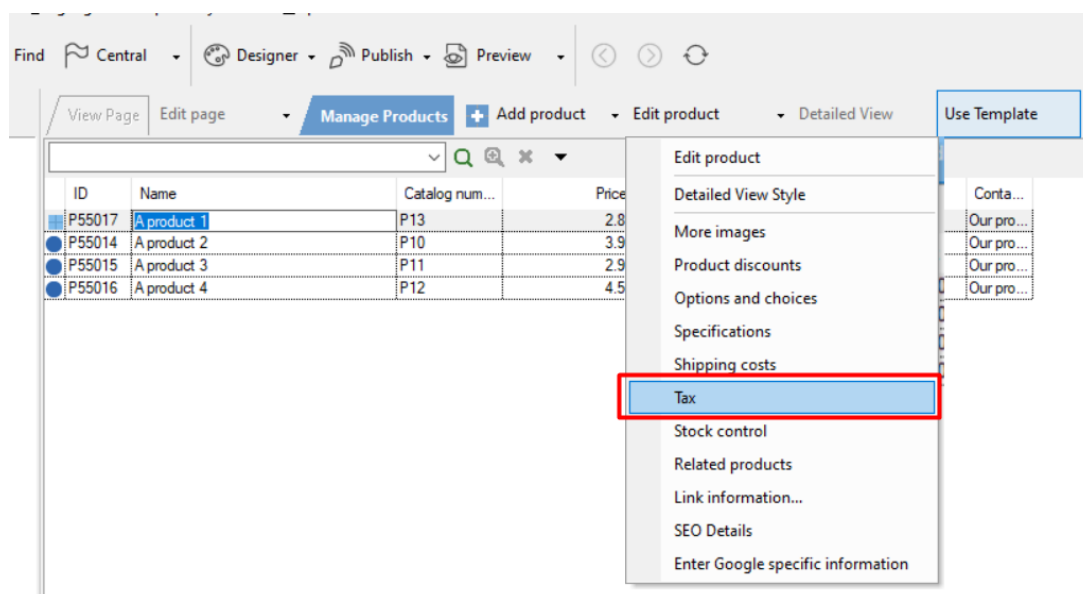 Find Central Designer Publish Preview
View Page Edit page Manage Products Add product Edit product Detailed View Use Template
ID Name Catalog num... Price Conta...
P55017 A product 1 P13 2.8 Our pro...
P55014 A product 2 P10 3.9 Our pro...
P55015 A product 3 P11 2.9 Our pro...
P55016 A product 4 P12 4.5 Our pro...
Edit product
Detailed View Style
More images
Product discounts
Options and choices
Specifications
Shipping costs
Tax
Stock control
Related products
Link information...
SEO Details
Enter Google specific information